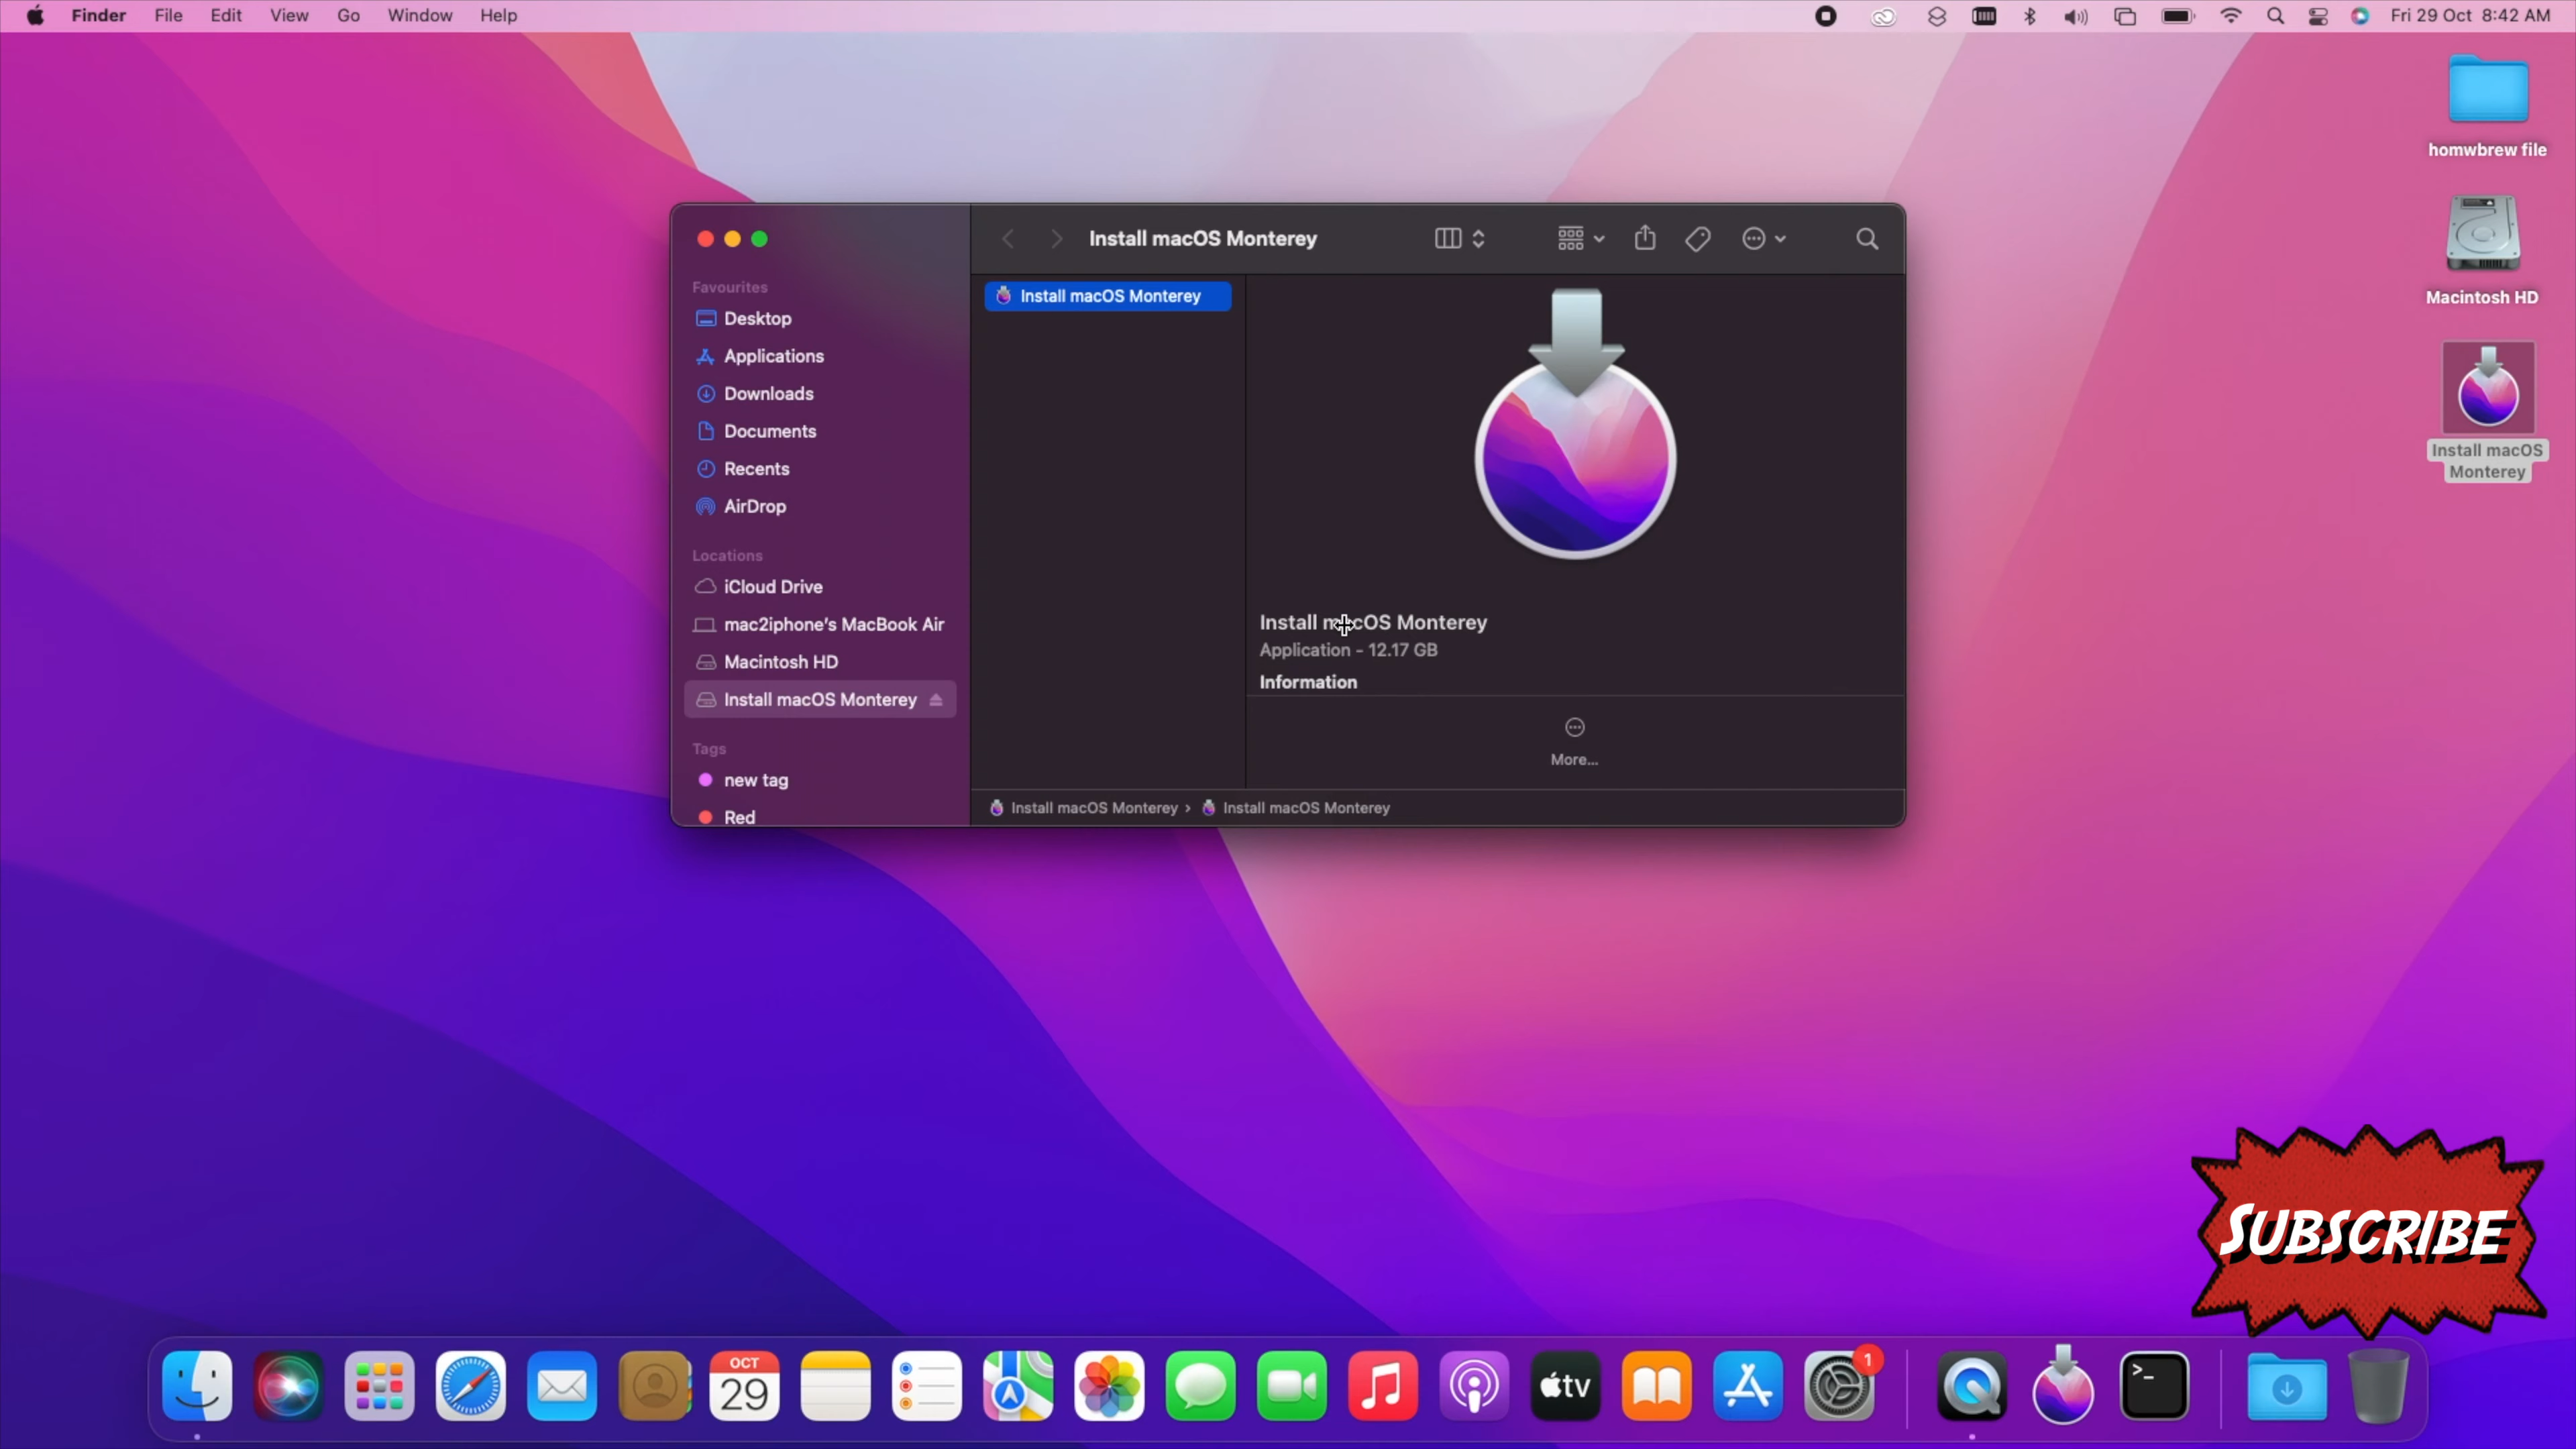 Finder File Edit View Go Window Help Fri 29 Oct 8:42 AM
homwbrew file
Macintosh HD
Install macOS
Monterey
Install macOS Monterey
Favourites
Desktop
Applications
Downloads
Documents
Recents
AirDrop
Locations
iCloud Drive
mac2iphone's MacBook Air
Macintosh HD
Install macOS Monterey
Tags
new tag
Red
Install macOS Monterey
Install macOS Monterey
Application - 12.17 GB
Information
More...
Install macOS Monterey › Install macOS Monterey
SUBSCRIBE
OCT
29
tv
1
>_